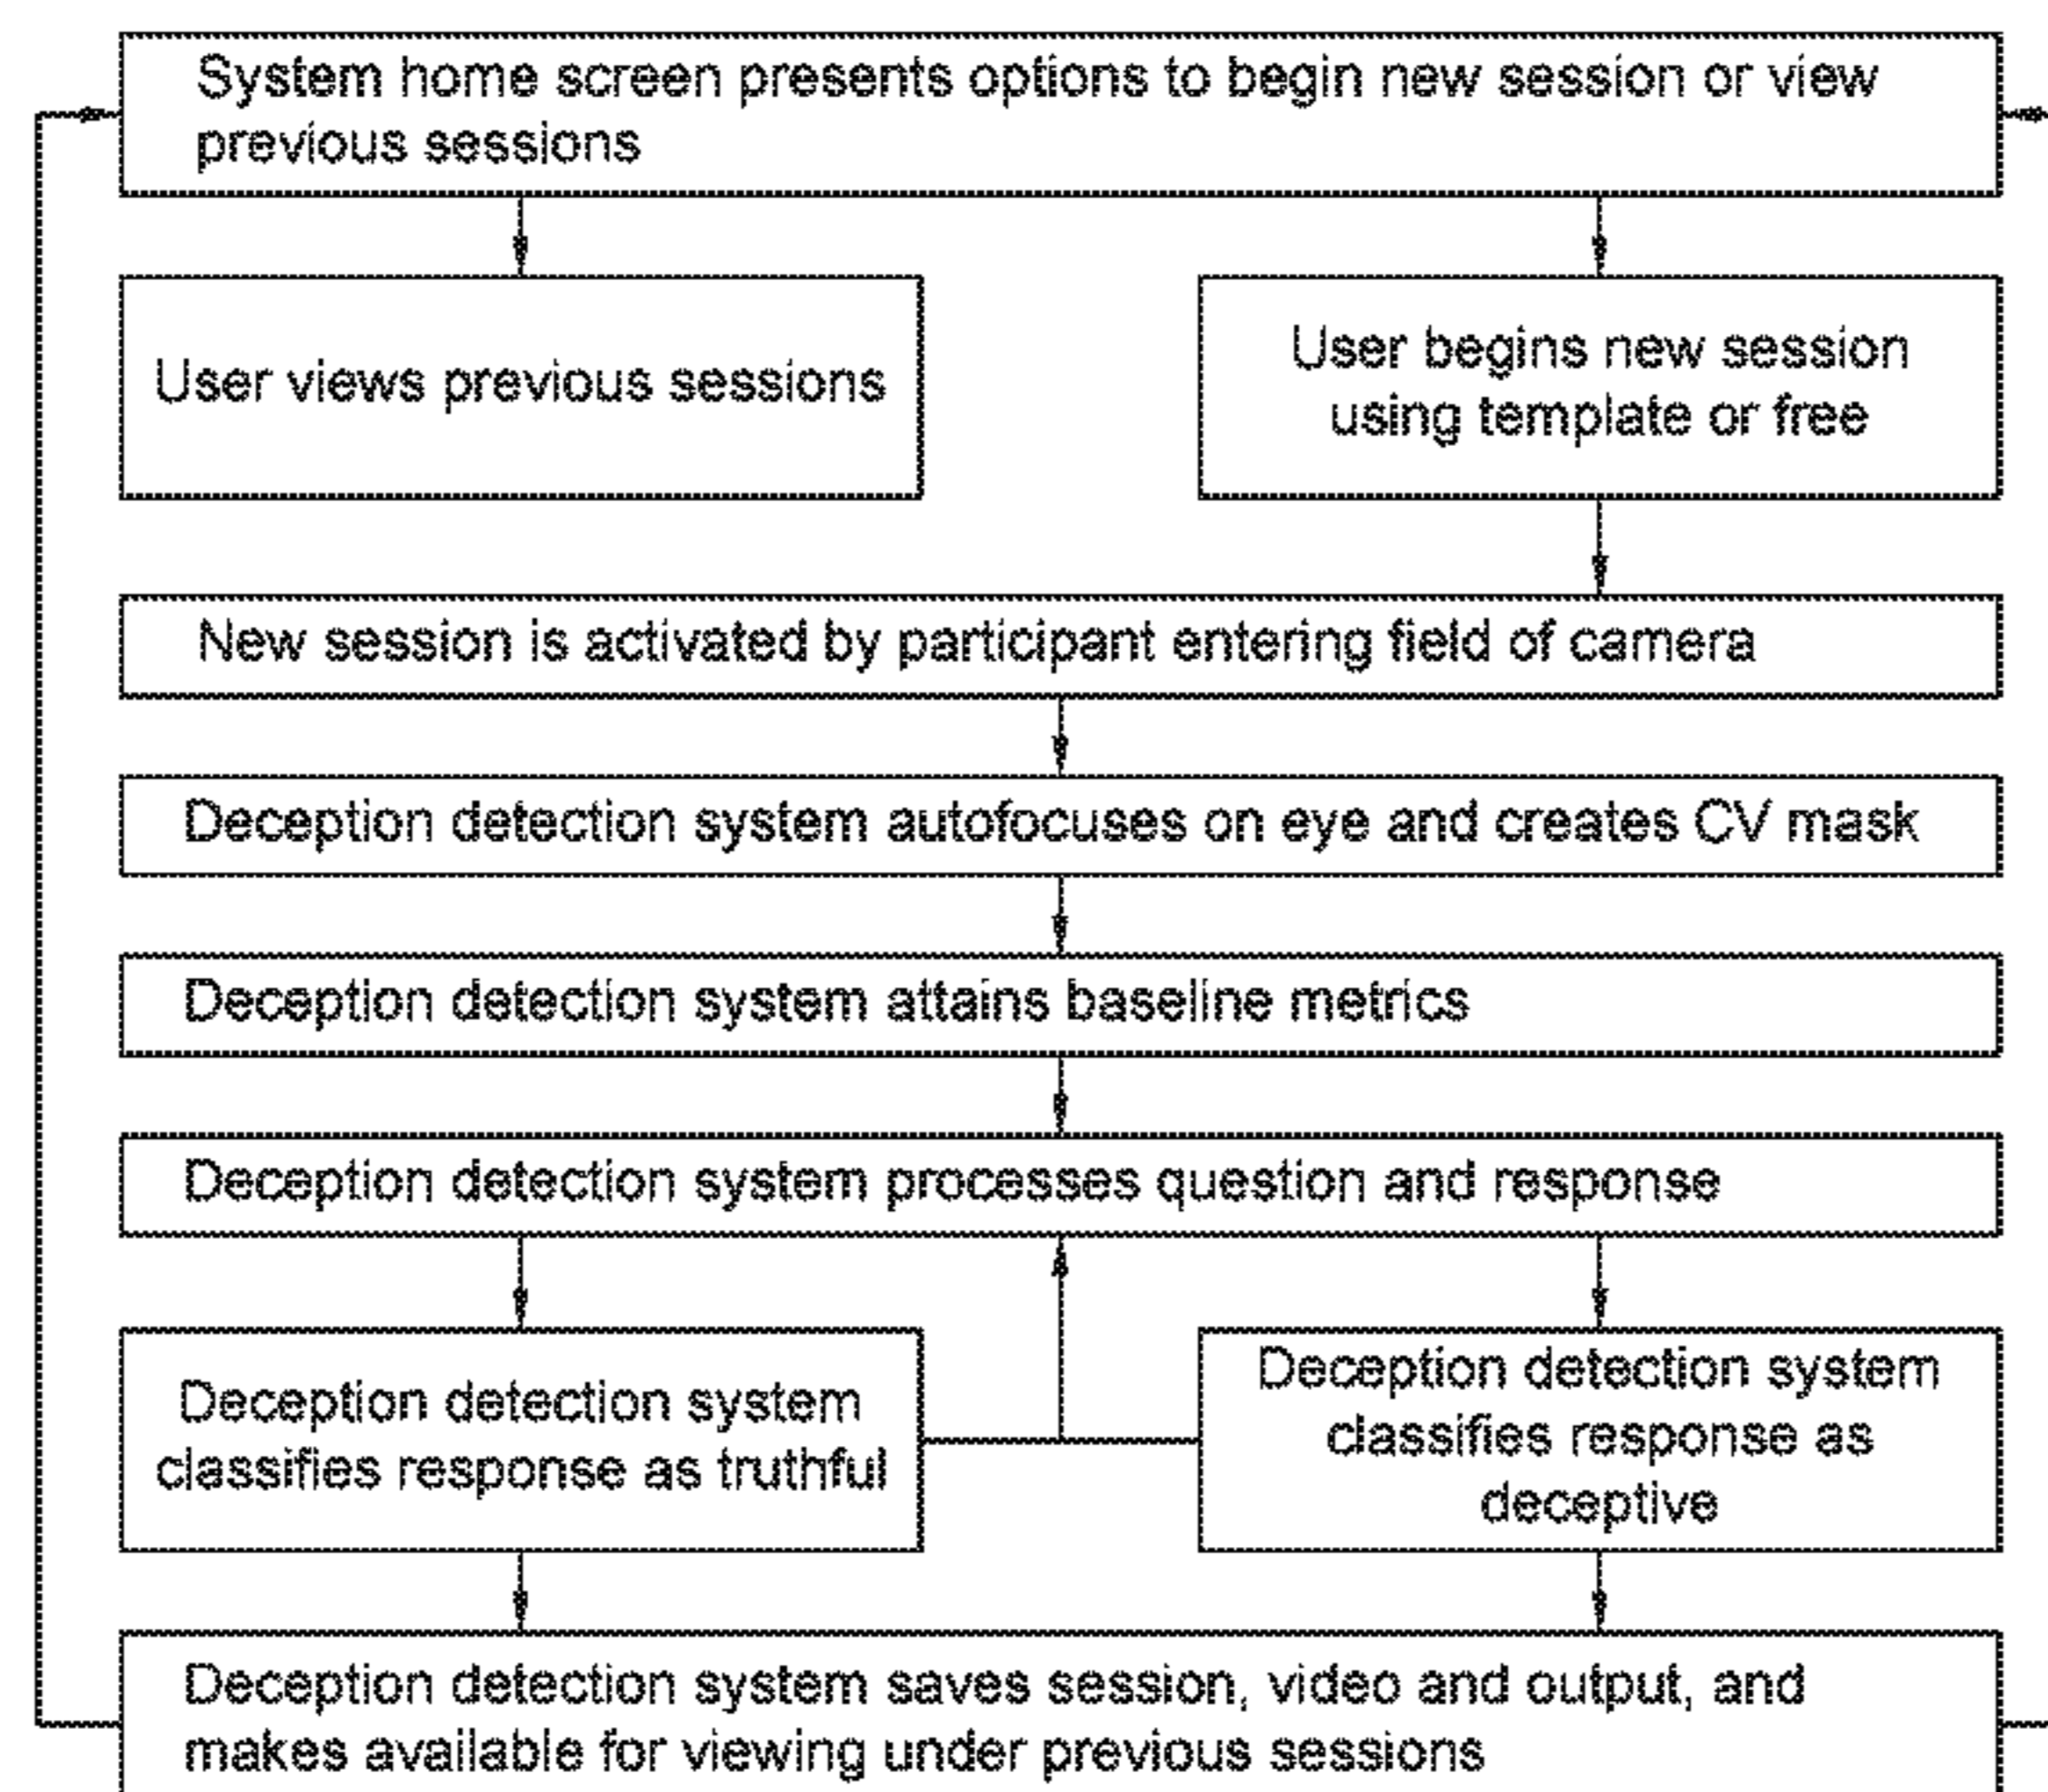 System home screen presents options to begin new session or view
previous sessions
User views previous sessions
User begins new session
using template or free
New session is activated by participant entering field of camera
Deception detection system autofocuses on eye and creates CV mask
Deception detection system attains baseline metrics
Deception detection system processes question and response
Deception detection system
classifies response as truthful
Deception detection system
classifies response as
deceptive
Deception detection system saves session, video and output, and
makes available for viewing under previous sessions